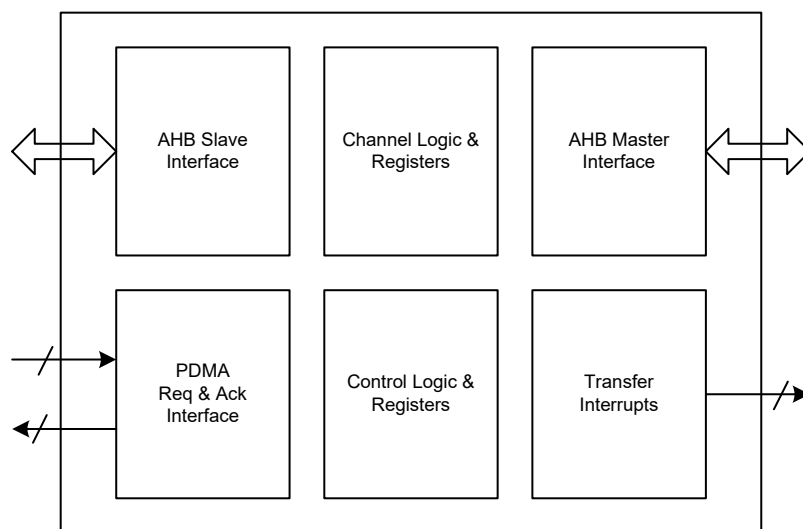 AHB Slave
Interface
Channel Logic &
Registers
AHB Master
Interface
PDMA
Req & Ack
Interface
Control Logic &
Registers
Transfer
Interrupts